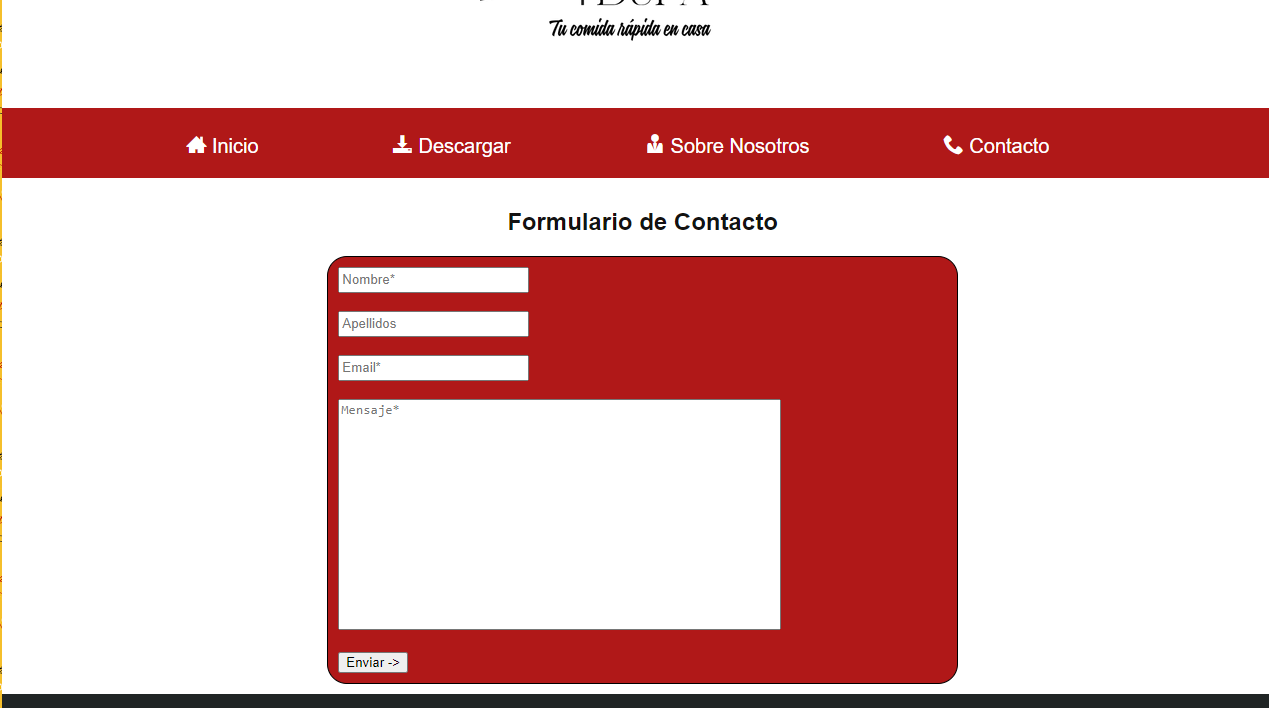 Tu comida rápida en casa
Inicio Descargar Sobre Nosotros Contacto
Formulario de Contacto
Nombre*
Apellidos
Email*
Mensaje*
Enviar ->